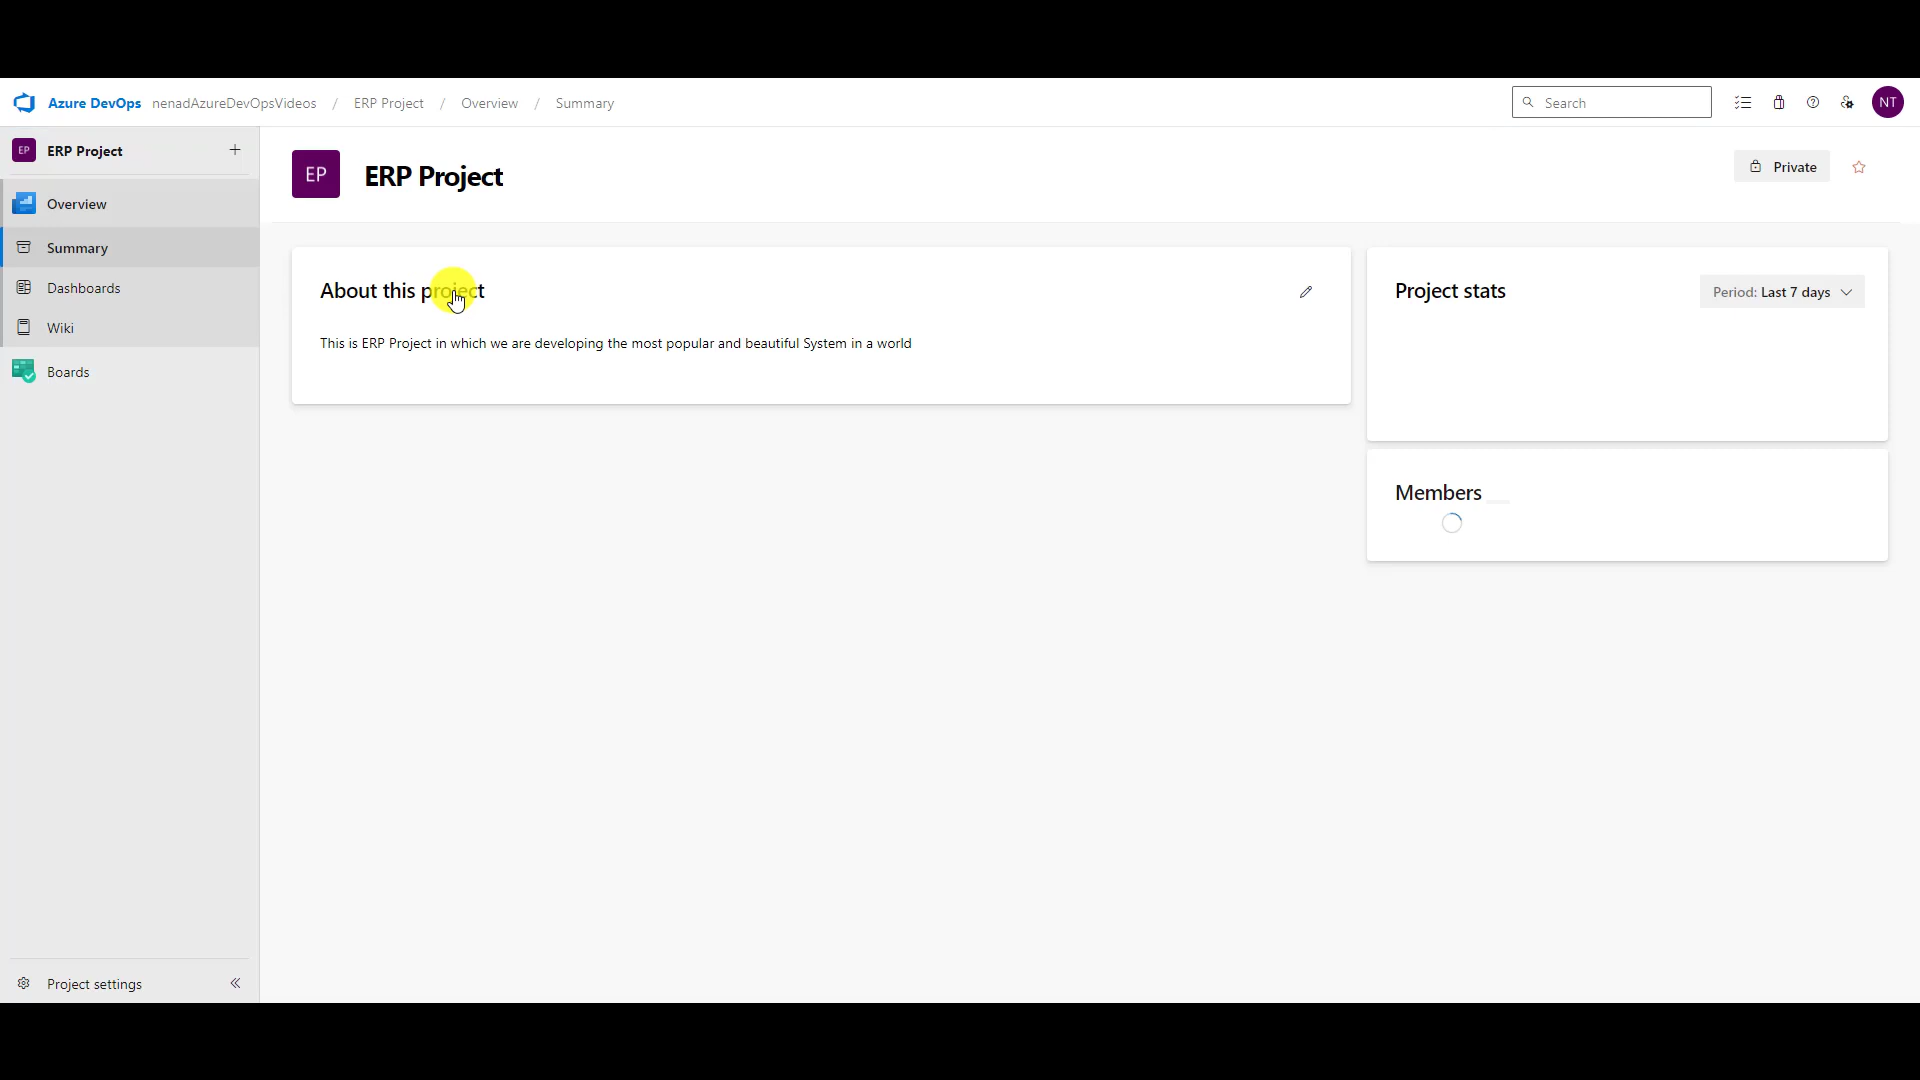 Azure DevOps nenadAzureDevOpsVideos / ERP Project / Overview / Summary
Search
NT
EP ERP Project
Overview
Summary
Dashboards
Wiki
Boards
Project settings
EP ERP Project
Private
About this project
This is ERP Project in which we are developing the most popular and beautiful System in a world
Project stats
Period: Last 7 days
Members